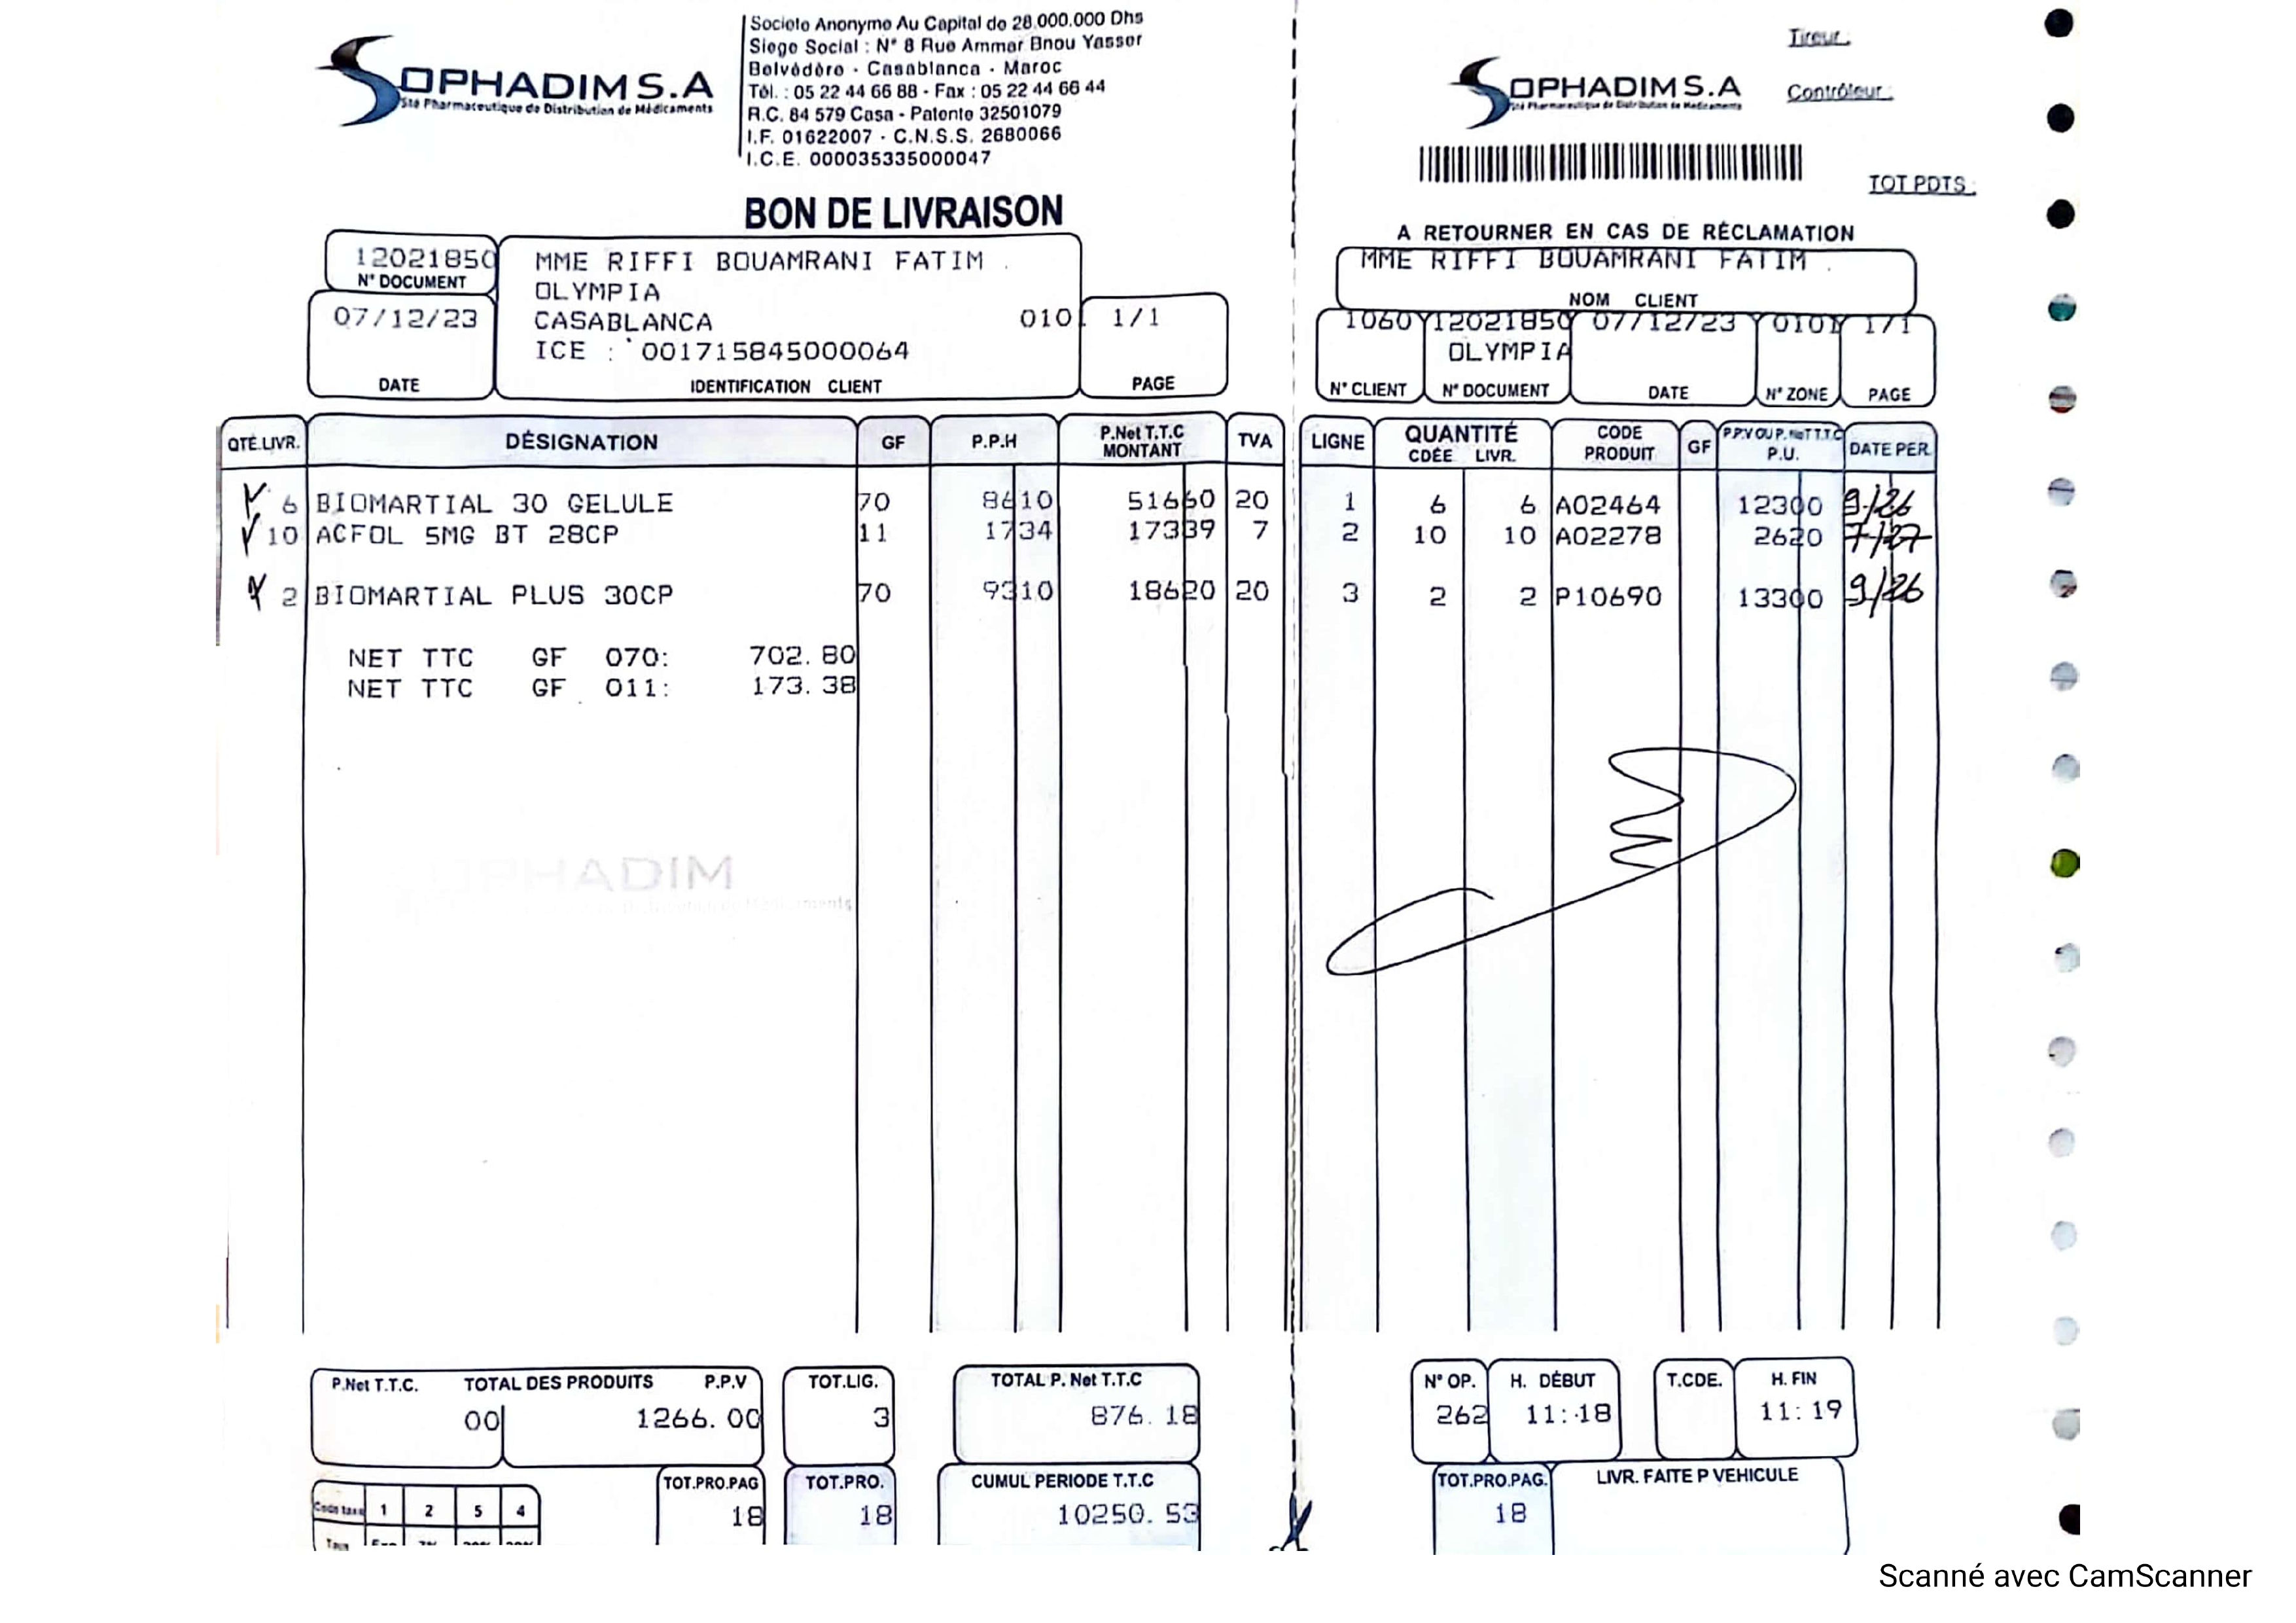 SOPHADIM S.A
Sté Pharmaceutique de Distribution de Médicaments
Societe Anonyme Au Capital de 28.000.000 Dhs
Siege Social : N° 8 Rue Ammar Bnou Yasser
Belvédère - Casablanca - Maroc
Tél. : 05 22 44 66 88 - Fax : 05 22 44 66 44
R.C. 84 579 Casa - Patente 32501079
I.F. 01622007 - C.N.S.S. 2680066
I.C.E. 000035335000047
BON DE LIVRAISON
12021850
N° DOCUMENT
07/12/23
DATE
MME RIFFI BOUAMRANI FATIM .
OLYMPIA
CASABLANCA 010
ICE : 001715845000064
IDENTIFICATION CLIENT
1/1
PAGE
QTÉ.LIVR. DÉSIGNATION GF P.P.H P.Net T.T.C MONTANT TVA
6 BIOMARTIAL 30 GELULE 70 8610 51660 20
10 ACFOL 5MG BT 28CP 11 1734 17339 7
2 BIOMARTIAL PLUS 30CP 70 9310 18620 20
NET TTC GF 070: 702.80
NET TTC GF 011: 173.38
SOPHADIM
P.Net T.T.C. TOTAL DES PRODUITS P.P.V
00 1266.00
TOT.LIG.
3
TOTAL P. Net T.T.C
876.18
TOT.PRO.PAG
18
TOT.PRO.
18
CUMUL PERIODE T.T.C
10250.53
Code taxe 1 2 5 4
Taux
SOPHADIM S.A
Sté Pharmaceutique de Distribution de Médicaments
Tireur :
Contrôleur :
TOT PDTS :
A RETOURNER EN CAS DE RÉCLAMATION
MME RIFFI BOUAMRANI FATIM .
NOM CLIENT
1060 12021850 07/12/23 0101 1/1
OLYMPIA
N° CLIENT N° DOCUMENT DATE N° ZONE PAGE
LIGNE QUANTITÉ CDÉE LIVR. CODE PRODUIT GF P.P.V OU P.NeT T.T.C P.U. DATE PER.
1 6 6 A02464 12300 9/26
2 10 10 A02278 2620 7/27
3 2 2 P10690 13300 9/26
N° OP. H. DÉBUT T.CDE. H. FIN
262 11:18 11:19
TOT.PRO.PAG. LIVR. FAITE P VEHICULE
18
Scanné avec CamScanner